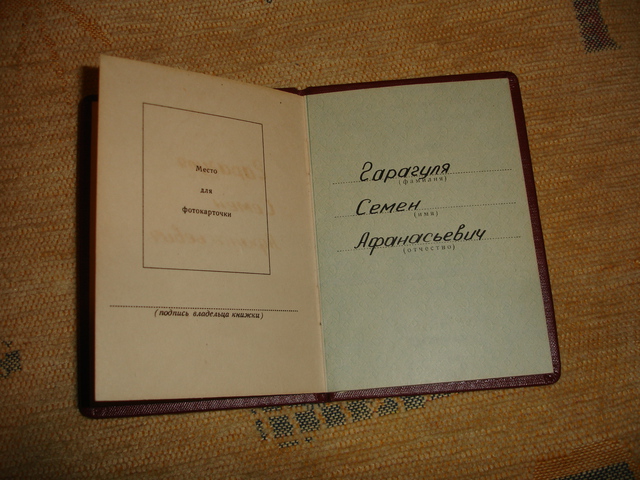 Место
для
фотокарточки
(подпись владельца книжки)
Гарагуля
(фамилия)
Семен
(имя)
Афанасьевич
(отчество)